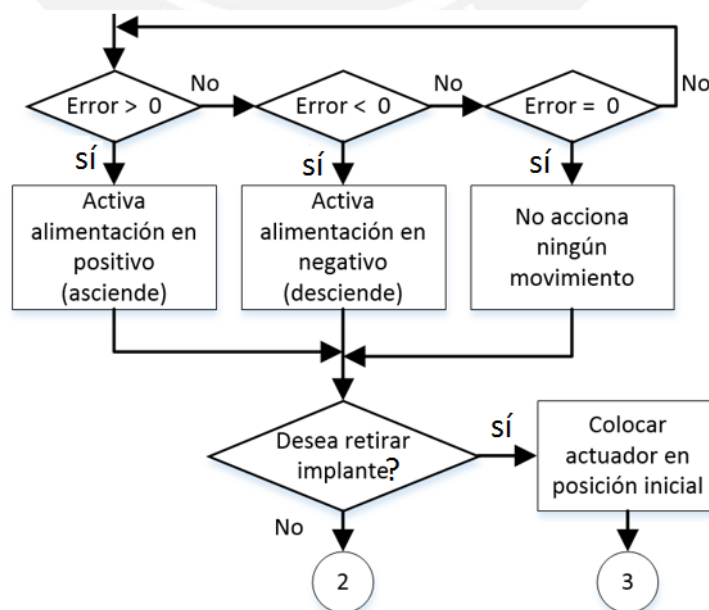 No
No
No
Error > 0
Error < 0
Error = 0
sí
sí
sí
Activa
alimentación en
positivo
(asciende)
Activa
alimentación en
negativo
(desciende)
No acciona
ningún
movimiento
Desea retirar
implante?
sí
Colocar
actuador en
posición inicial
No
2
3